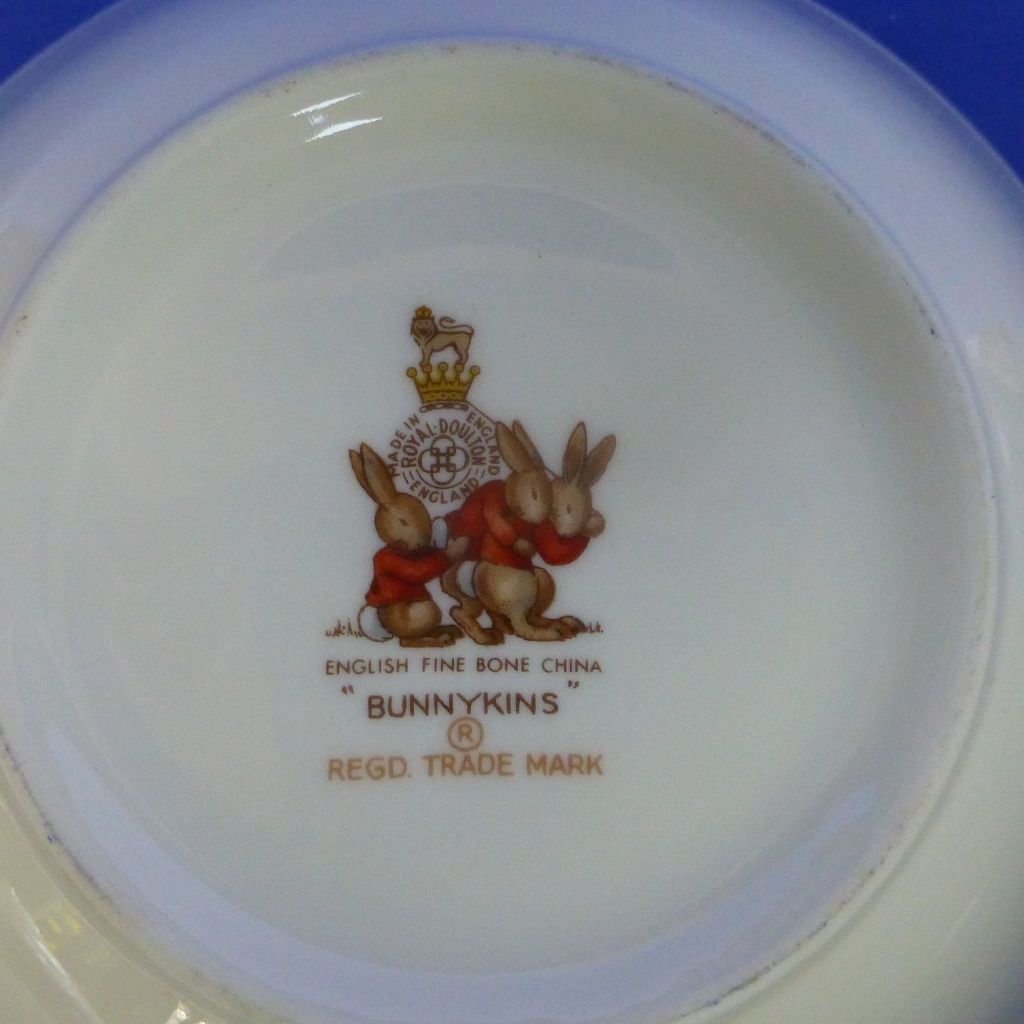 MADE IN ENGLAND
ROYAL·DOULTON
ENGLAND
ENGLISH FINE BONE CHINA
"BUNNYKINS"
®
REGD. TRADE MARK